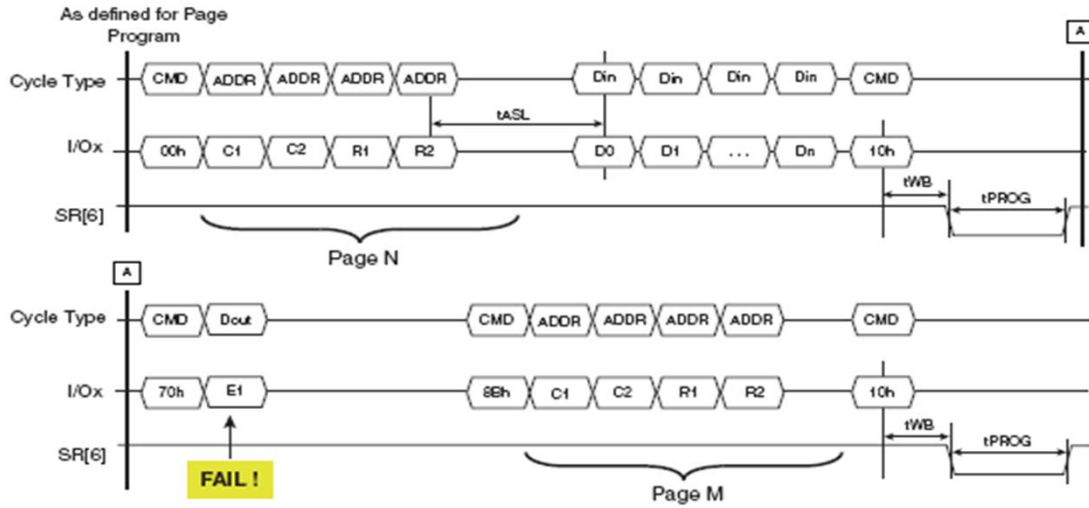 As defined for Page
Program
A
Cycle Type CMD ADDR ADDR ADDR ADDR Din Din Din Din CMD
tASL
I/Ox 00h C1 C2 R1 R2 D0 D1 ... Dn 10h
tWB
tPROG
SR[6]
Page N
A
Cycle Type CMD Dout CMD ADDR ADDR ADDR ADDR CMD
I/Ox 70h E1 8Bh C1 C2 R1 R2 10h
tWB
tPROG
SR[6]
FAIL !
Page M